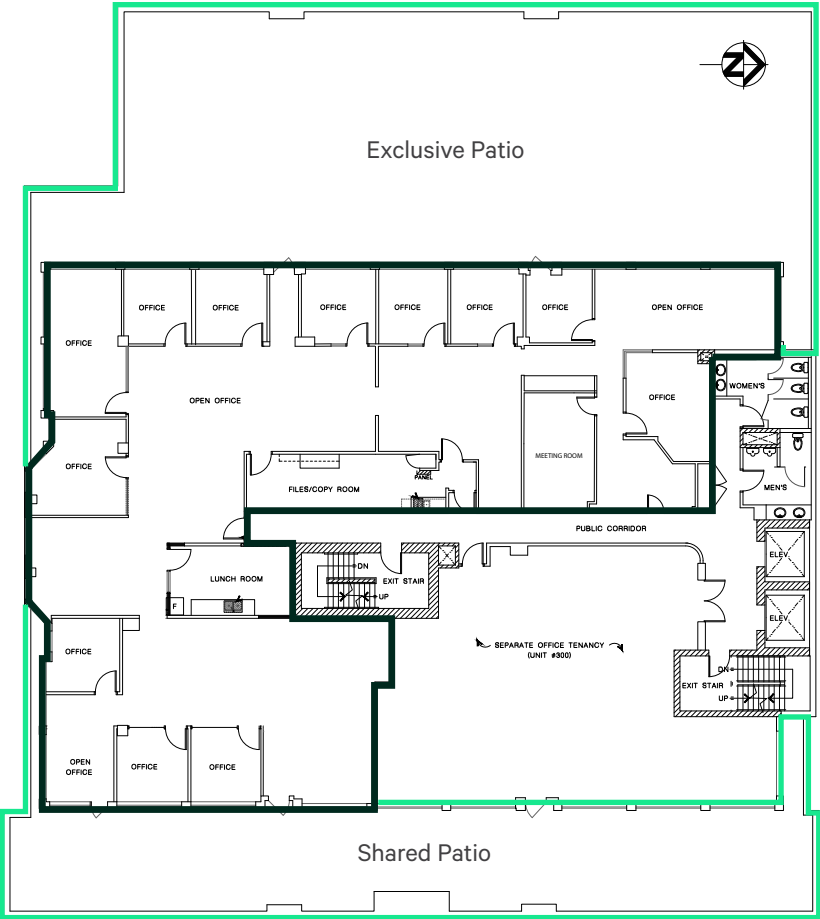 N
Exclusive Patio
OFFICE
OFFICE
OFFICE
OFFICE
OFFICE
OFFICE
OPEN OFFICE
OFFICE
WOMEN'S
OFFICE
OPEN OFFICE
MEETING ROOM
OFFICE
PANEL
FILES/COPY ROOM
MEN'S
PUBLIC CORRIDOR
ELEV.
DN
EXIT STAIR
LUNCH ROOM
UP
F
ELEV.
SEPARATE OFFICE TENANCY
(UNIT #300)
OFFICE
DN
EXIT STAIR
UP
OPEN
OFFICE
OFFICE
OFFICE
Shared Patio